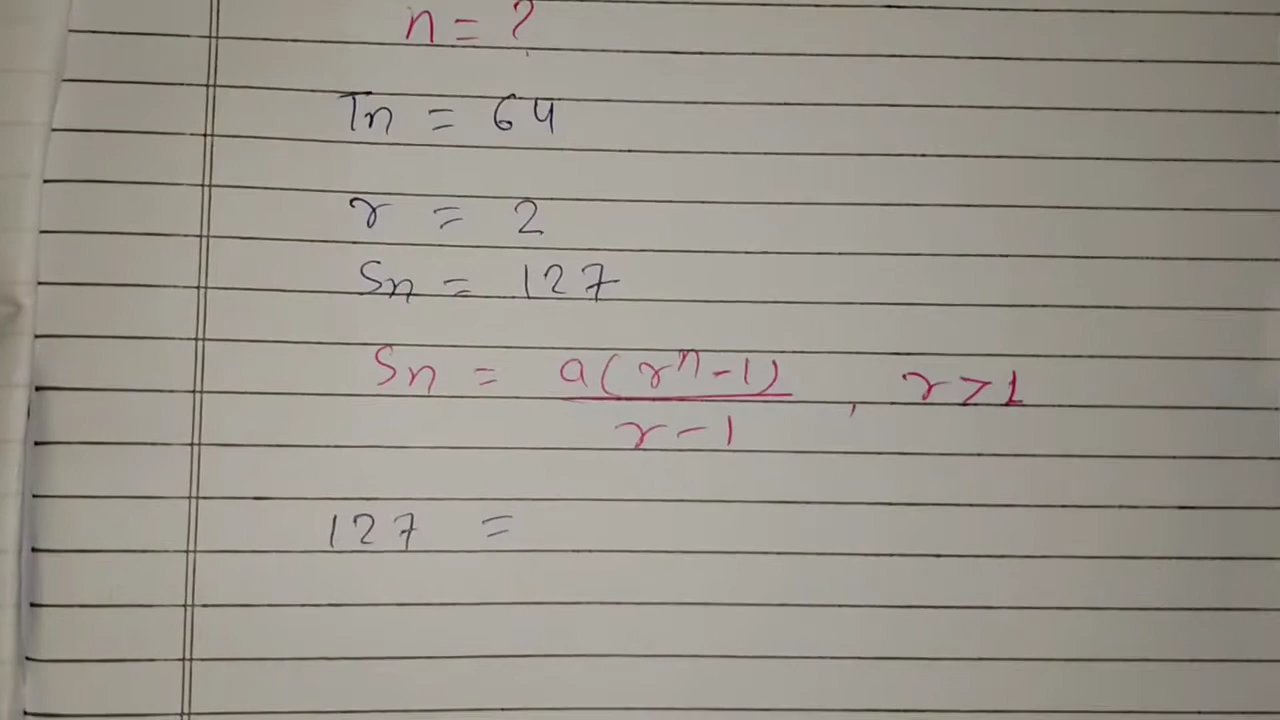 n = ?
Tn = 64
r = 2
Sn = 127
Sn = a(r^n - 1) / r - 1 , r > 1
127 =